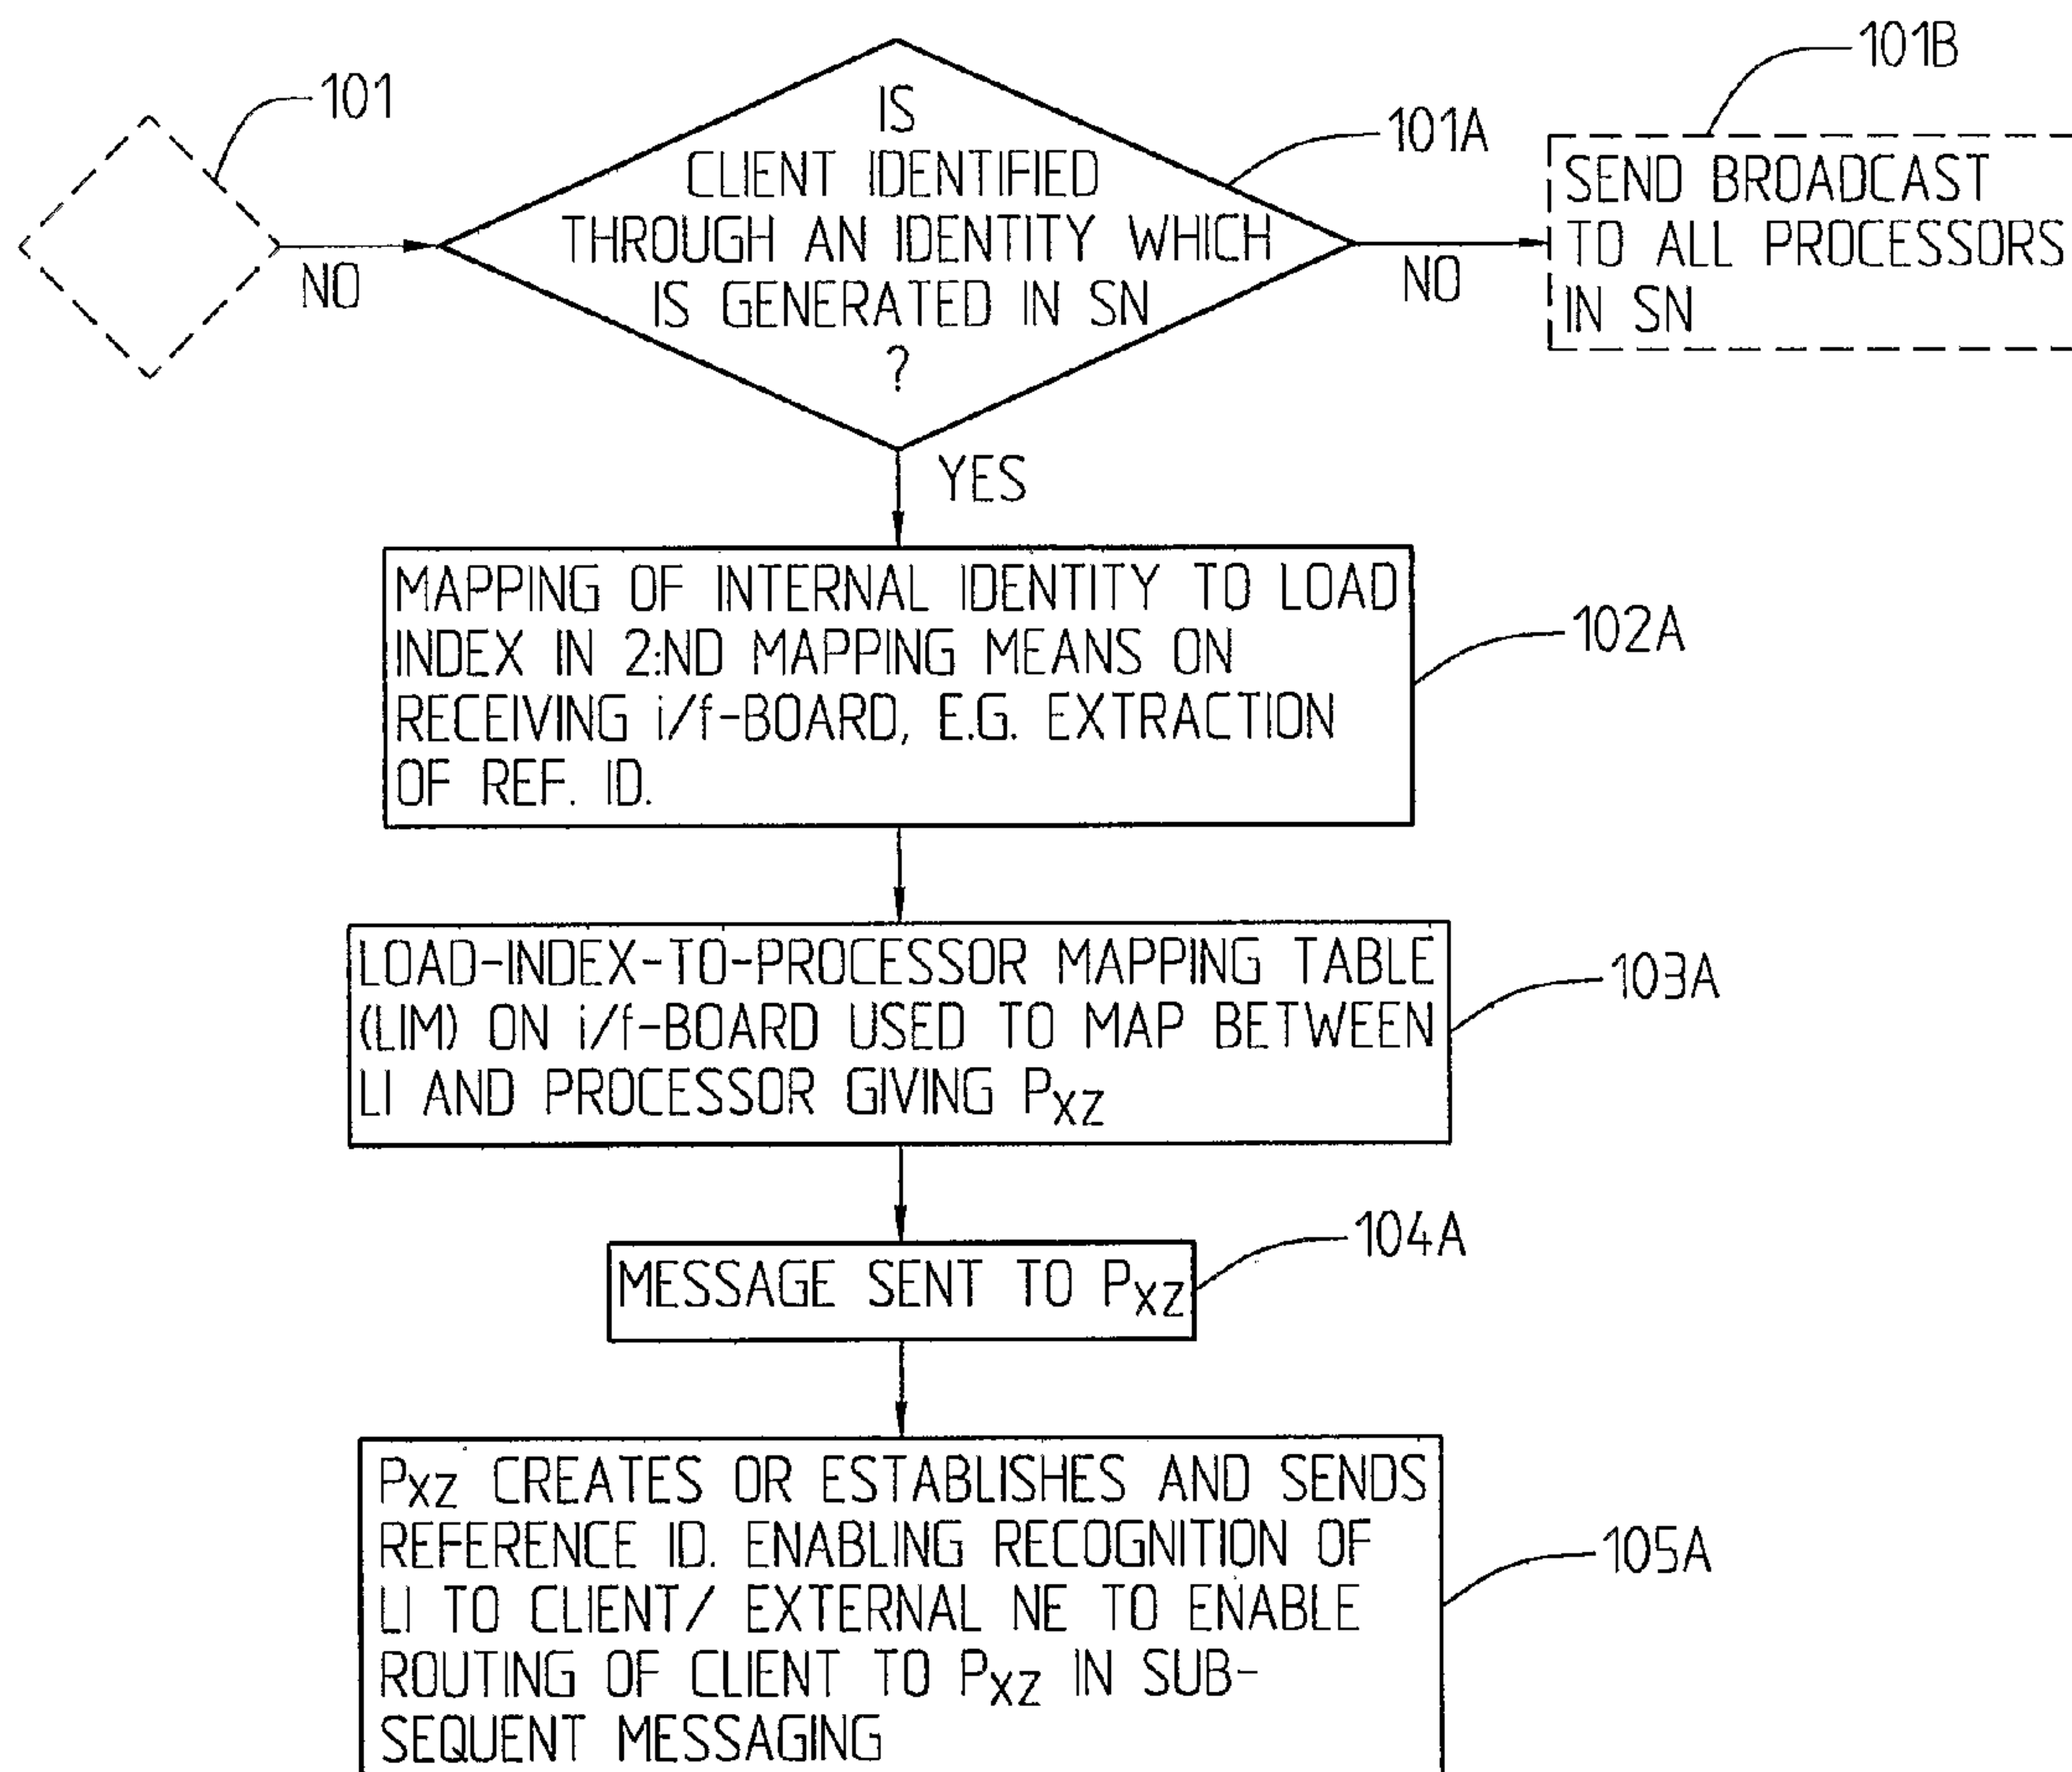 101
NO
IS
CLIENT IDENTIFIED
THROUGH AN IDENTITY WHICH
IS GENERATED IN SN
?
101A
NO
101B
SEND BROADCAST
TO ALL PROCESSORS
IN SN
YES
MAPPING OF INTERNAL IDENTITY TO LOAD
INDEX IN 2:ND MAPPING MEANS ON
RECEIVING i/f-BOARD, E.G. EXTRACTION
OF REF. ID.
102A
LOAD-INDEX-TO-PROCESSOR MAPPING TABLE
(LIM) ON i/f-BOARD USED TO MAP BETWEEN
LI AND PROCESSOR GIVING PXZ
103A
MESSAGE SENT TO PXZ
104A
PXZ CREATES OR ESTABLISHES AND SENDS
REFERENCE ID. ENABLING RECOGNITION OF
LI TO CLIENT/ EXTERNAL NE TO ENABLE
ROUTING OF CLIENT TO PXZ IN SUB-
SEQUENT MESSAGING
105A